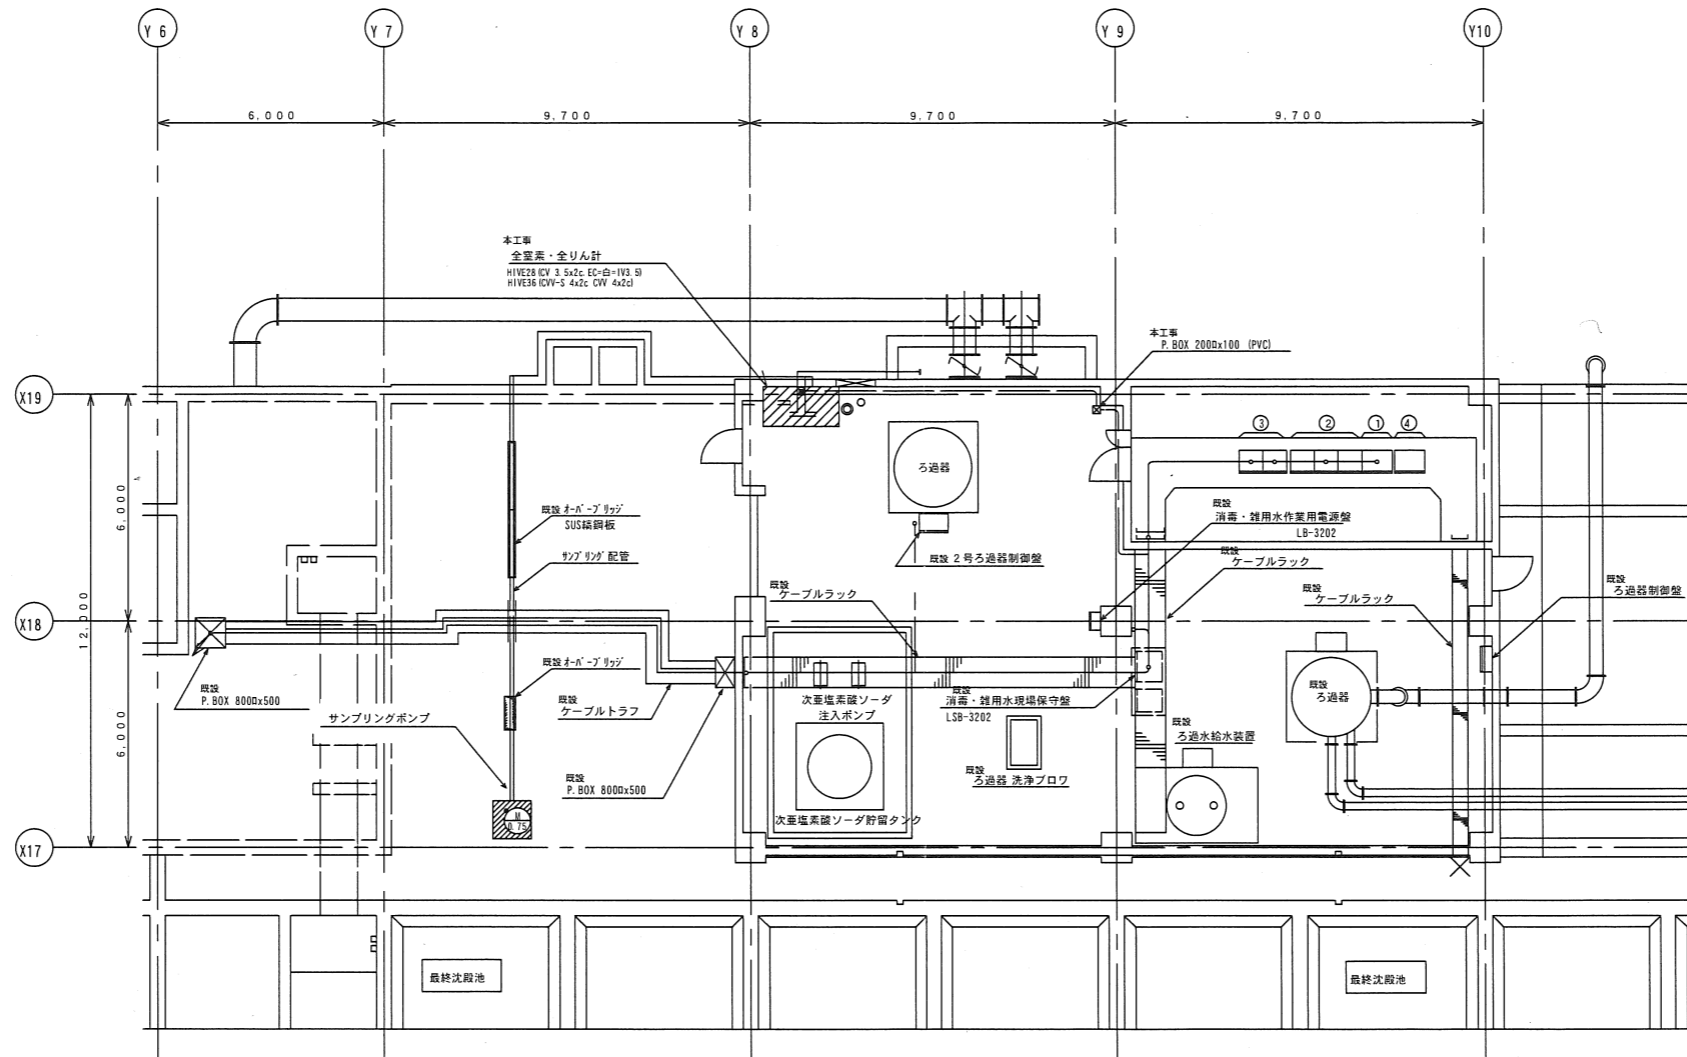 Y 6
Y 7
Y 8
Y 9
Y10
6,000
9,700
9,700
9,700
本工事
全窒素・全りん計
HIVE28 (CV 3.5x2c, EC=白=IV3.5)
HIVE36 (CVV-S 4x2c CVV 4x2c)
本工事
P. BOX 200□x100 (PVC)
X19
③
②
①
④
ろ過器
6,000
既設 オーバーブリッジ
SUS縞鋼板
既設
消毒・雑用水作業用電源盤
LB-3202
サンプリング配管
既設 2号ろ過器制御盤
既設
ケーブルラック
既設
ケーブルラック
既設
ケーブルラック
既設
ろ過器制御盤
12,000
X18
既設 オーバーブリッジ
既設
P. BOX 800□x500
既設
ケーブルトラフ
次亜塩素酸ソーダ
注入ポンプ
既設
消毒・雑用水現場保守盤
LSB-3202
既設
ろ過器
サンプリングポンプ
既設
ろ過水給水装置
6,000
既設
P. BOX 800□x500
既設
ろ過器 洗浄ブロワ
M
0.75
次亜塩素酸ソーダ貯留タンク
X17
最終沈殿池
最終沈殿池